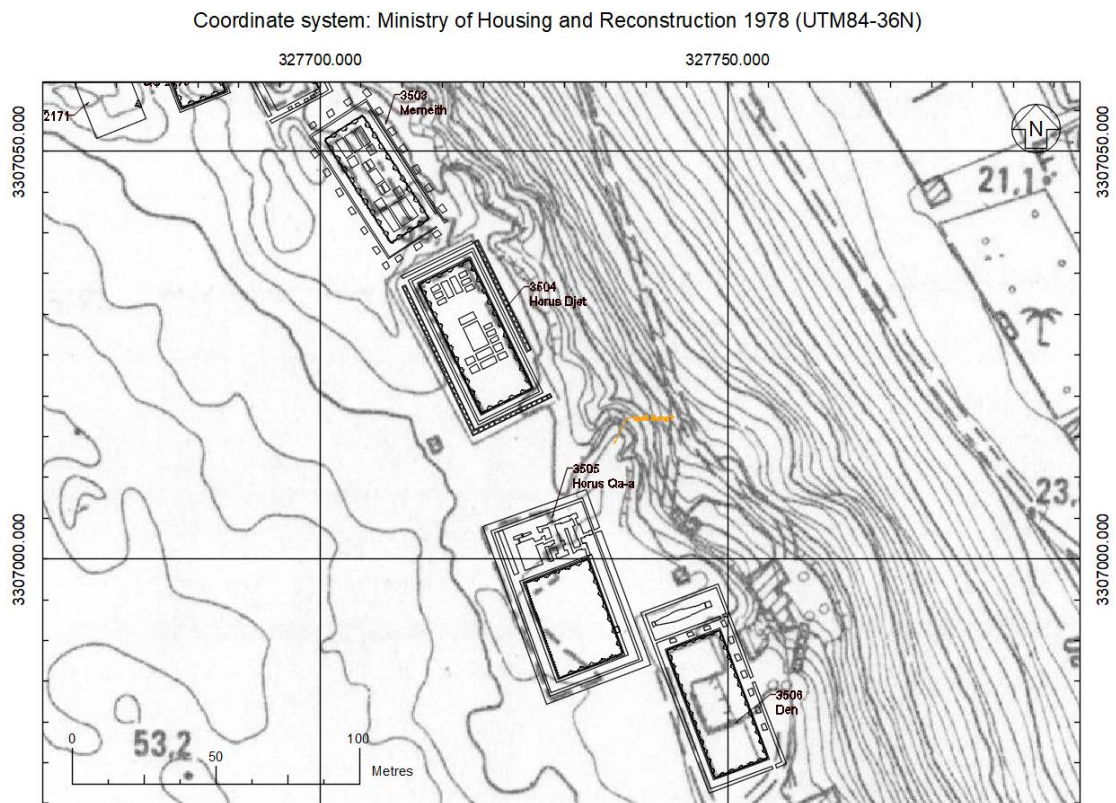 Coordinate system: Ministry of Housing and Reconstruction 1978 (UTM84-36N)
327700.000
327750.000
3307050.000
3307050.000
2171
3503
Merneith
N
21,1
3504
Horus Djet
3505
Horus Qa-a
23,
3307000.000
3307000.000
3506
Den
53,2
0
50
100
Metres